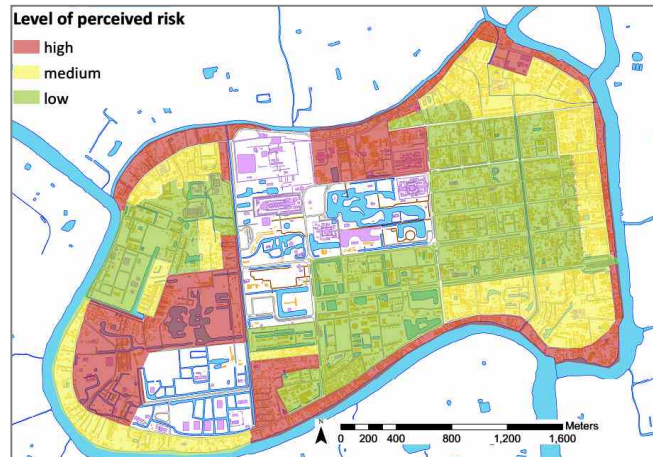 Level of perceived risk
high
medium
low
N
Meters
0 200 400 800 1,200 1,600